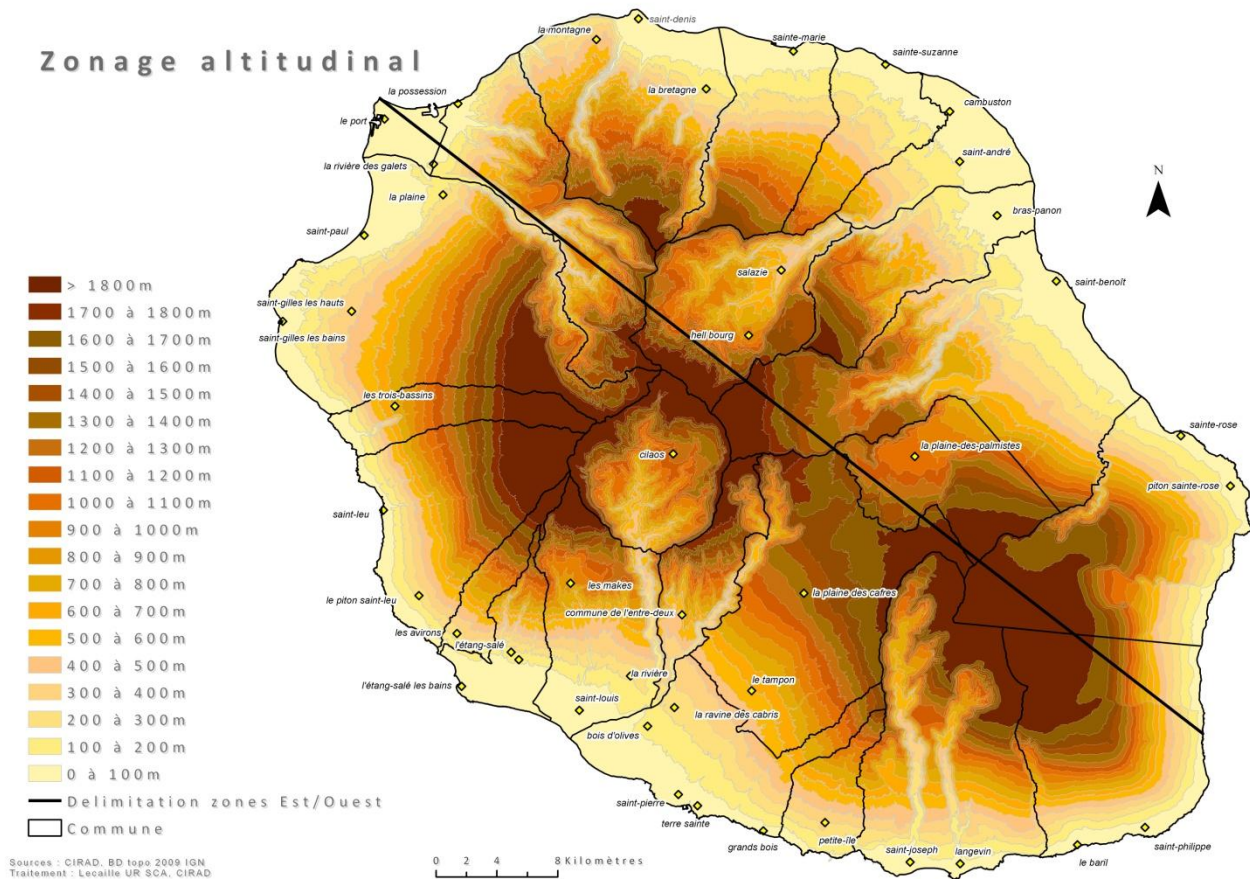 Zonage altitudinal
saint-denis
la montagne
sainte-marie
sainte-suzanne
la possession
la bretagne
cambuston
le port
saint-andré
la rivière des galets
la plaine
bras-panon
saint-paul
N
salazie
saint-benoît
saint-gilles les hauts
saint-gilles les bains
hell bourg
les trois-bassins
sainte-rose
cilaos
la plaine-des-palmistes
piton sainte-rose
saint-leu
les makes
la plaine des cafres
le piton saint-leu
commune de l'entre-deux
les avirons
l'étang-salé
la rivière
le tampon
l'étang-salé les bains
saint-louis
la ravine des cabris
bois d'olives
saint-pierre
terre sainte
grands bois
petite-île
saint-joseph
langevin
le baril
saint-philippe
> 1800m
1700 à 1800m
1600 à 1700m
1500 à 1600m
1400 à 1500m
1300 à 1400m
1200 à 1300m
1100 à 1200m
1000 à 1100m
900 à 1000m
800 à 900m
700 à 800m
600 à 700m
500 à 600m
400 à 500m
300 à 400m
200 à 300m
100 à 200m
0 à 100m
Delimitation zones Est/Ouest
Commune
Sources : CIRAD, BD topo 2009 IGN
Traitement : Lecaille UR SCA, CIRAD
0 2 4 8 Kilomètres